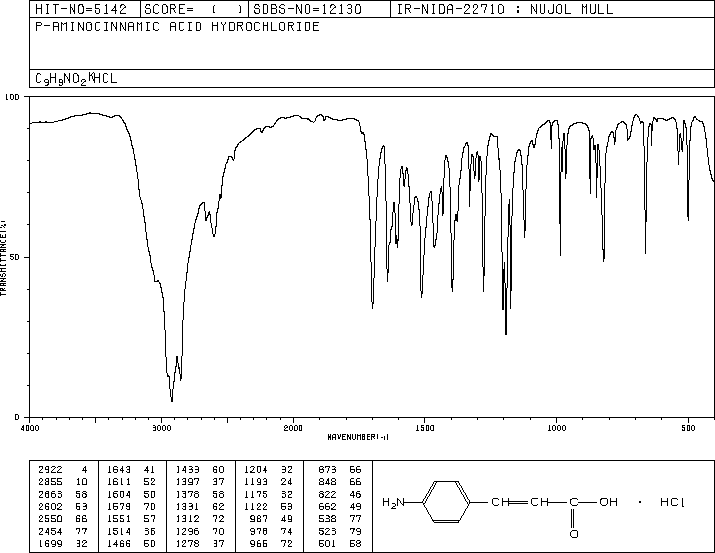 HIT-NO=5142 SCORE= ( ) SDBS-NO=12130 IR-NIDA-22710 : NUJOL MULL
P-AMINOCINNAMIC ACID HYDROCHLORIDE
C9H9NO2*HCL
100
50
0
TRANSMITTANCE(%)
4000 3000 2000 1500 1000 500
WAVENUMBER(-1)
2922 4 1643 41 1433 60 1204 32 873 66
2855 10 1611 52 1397 37 1193 24 848 66
2663 58 1604 50 1378 58 1175 32 822 46
2602 53 1579 70 1331 62 1122 53 662 49
2550 66 1551 57 1312 72 987 49 538 77
2454 77 1514 36 1296 70 978 74 523 79
1699 32 1466 50 1278 37 966 72 501 58
H2N CH CH C OH · HCl
O